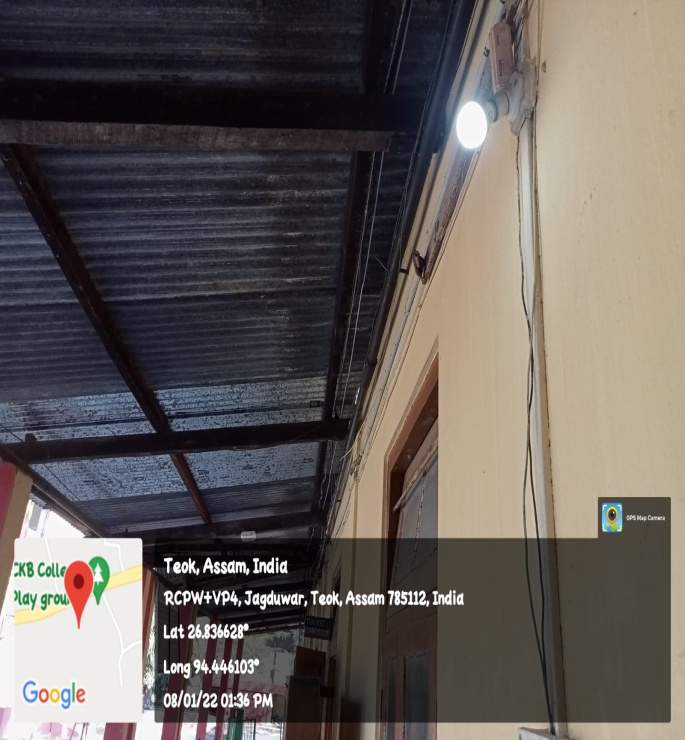 GPS Map Camera
CKB Colle
Play grou
Google
Teok, Assam, India
RCPW+VP4, Jagduwar, Teok, Assam 785112, India
Lat 26.836628°
Long 94.446103°
08/01/22 01:36 PM